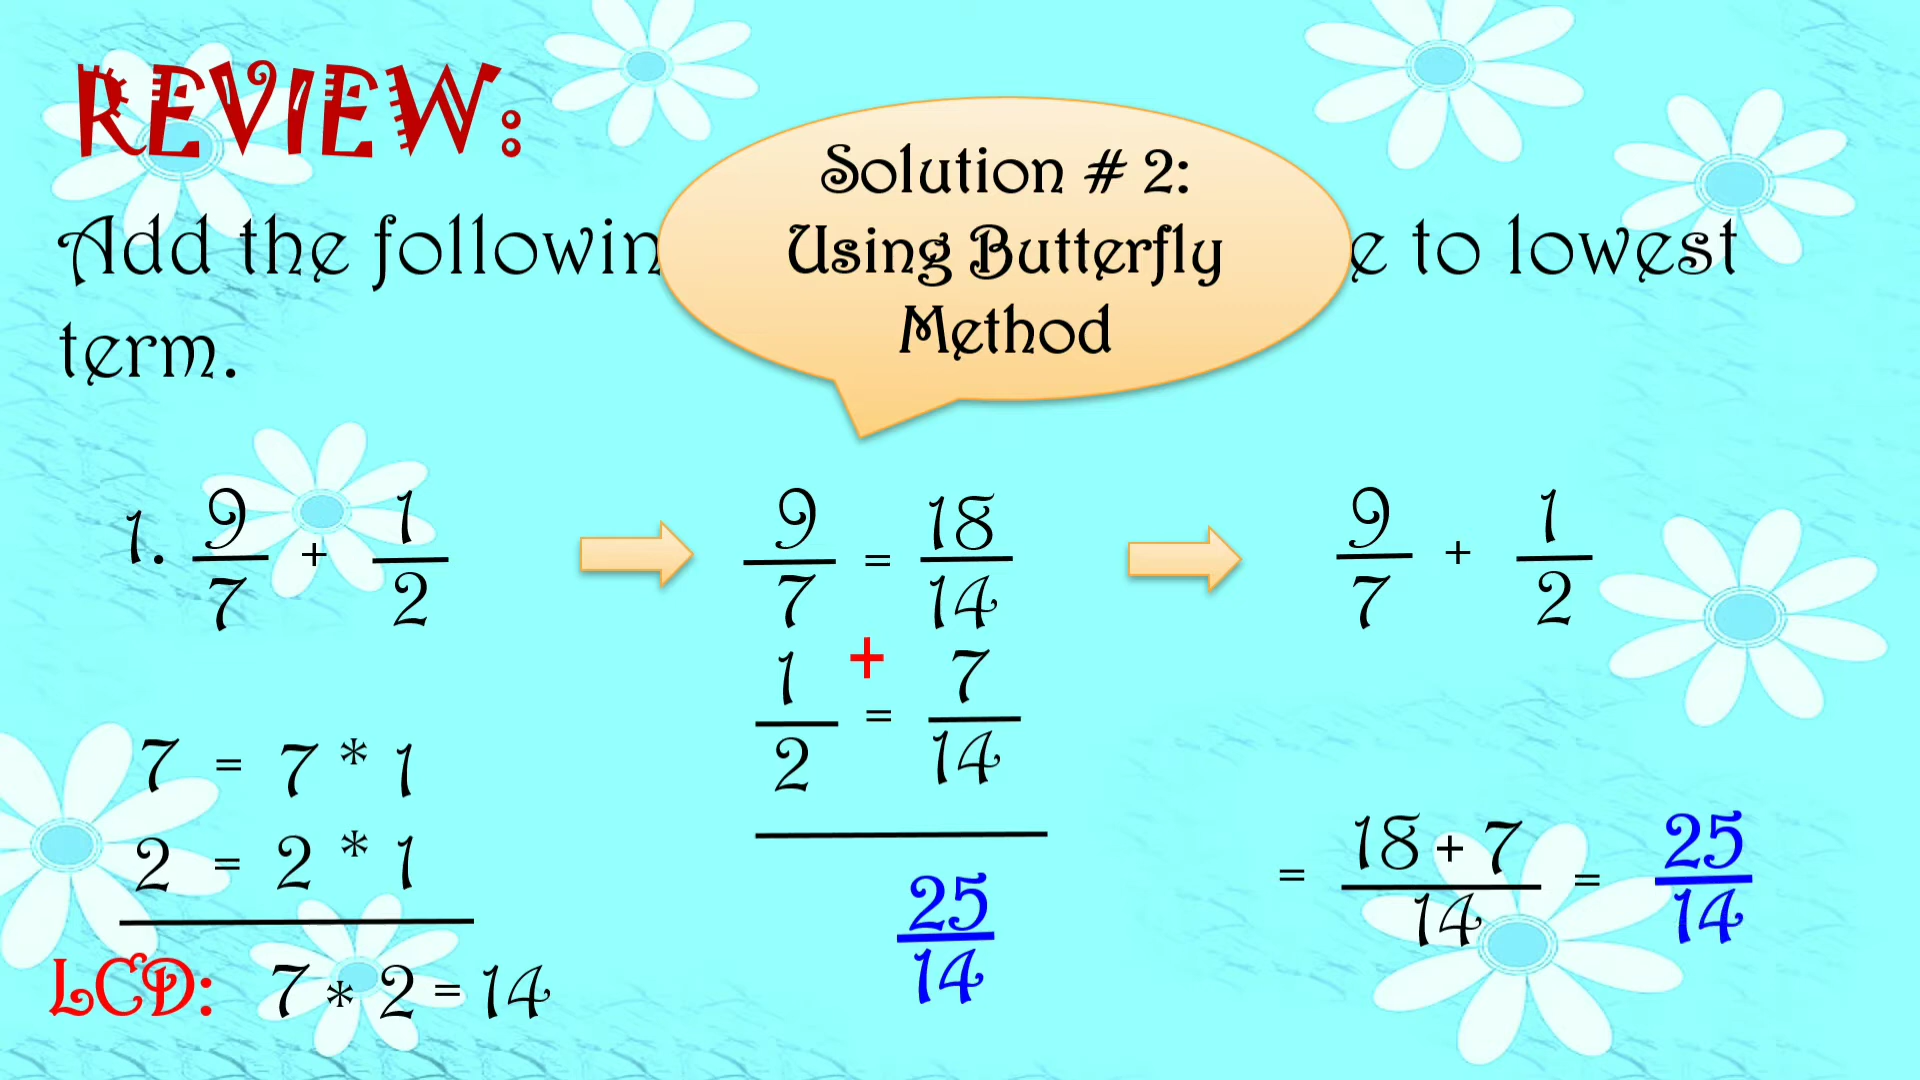 REVIEW:
Solution # 2:
Using Butterfly
Method
Add the followin e to lowest
term.
1. 9/7 + 1/2
9/7 = 18/14
+
1/2 = 7/14
25/14
9/7 + 1/2
= 18 + 7/14 = 25/14
7 = 7 * 1
2 = 2 * 1
LCD: 7 * 2 = 14